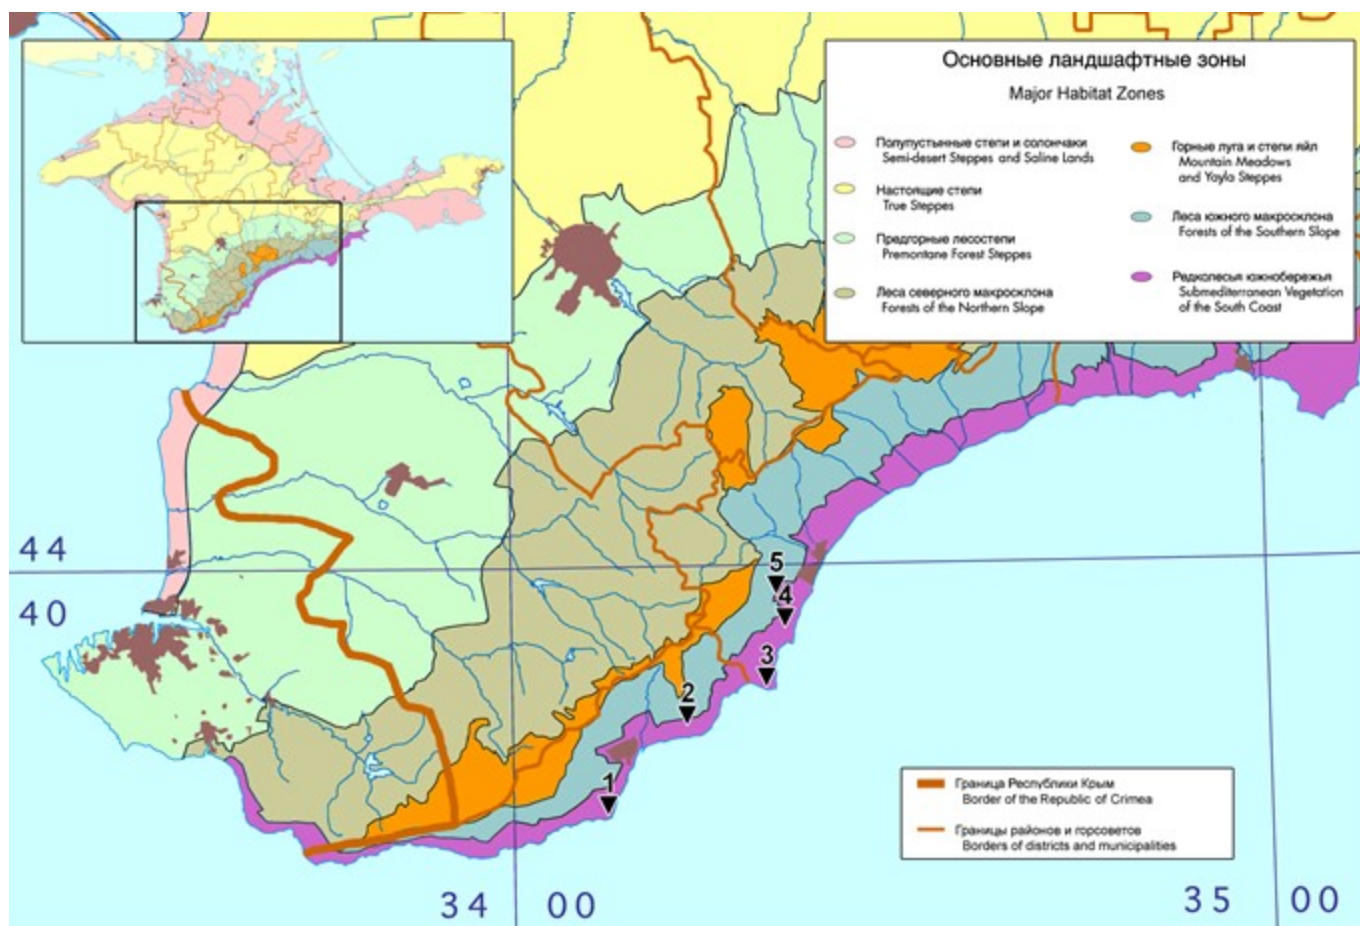 Основные ландшафтные зоны
Major Habitat Zones
Полупустынные степи и солончаки
Semi-desert Steppes and Saline Lands
Настоящие степи
True Steppes
Предгорные лесостепи
Premontane Forest Steppes
Леса северного макросклона
Forests of the Northern Slope
Горные луга и степи яйл
Mountain Meadows
and Yayla Steppes
Леса южного макросклона
Forests of the Southern Slope
Редколесья южнобережья
Submediterranean Vegetation
of the South Coast
44
40
5
4
3
2
1
Граница Республики Крым
Border of the Republic of Crimea
Границы районов и горсоветов
Borders of districts and municipalities
34 00
35 00